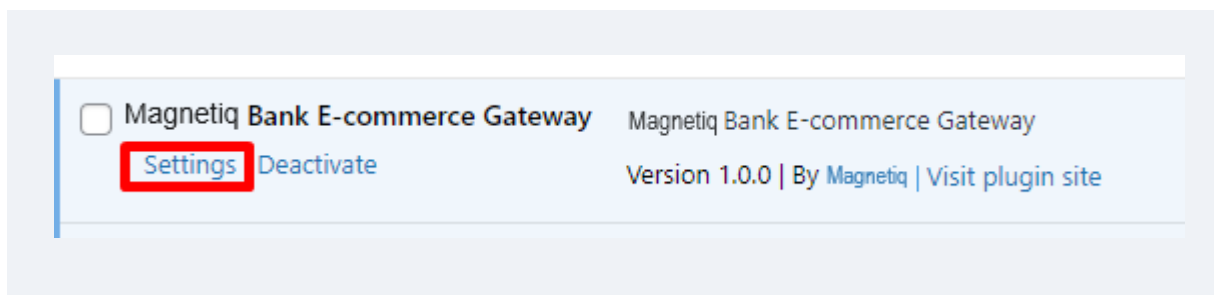 Magnetiq Bank E-commerce Gateway
Settings Deactivate
Magnetiq Bank E-commerce Gateway
Version 1.0.0 | By Magnetiq | Visit plugin site